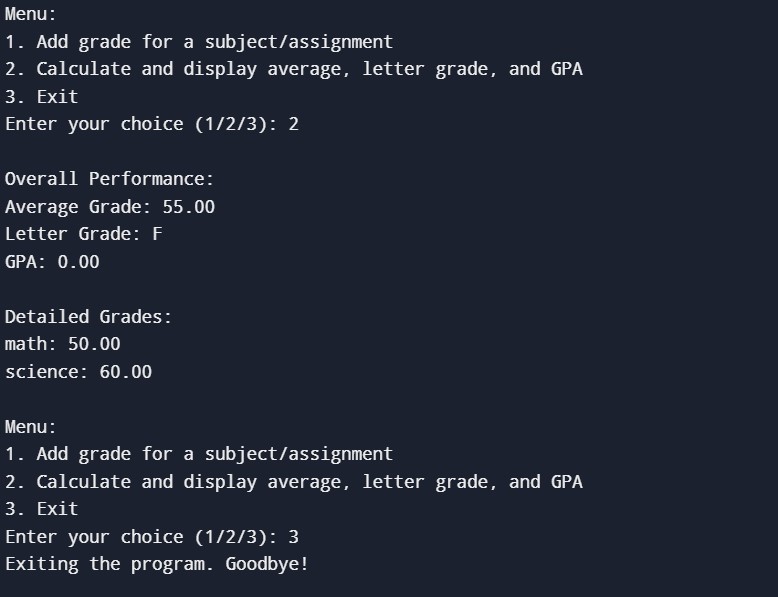 Menu:
1. Add grade for a subject/assignment
2. Calculate and display average, letter grade, and GPA
3. Exit
Enter your choice (1/2/3): 2
Overall Performance:
Average Grade: 55.00
Letter Grade: F
GPA: 0.00
Detailed Grades:
math: 50.00
science: 60.00
Menu:
1. Add grade for a subject/assignment
2. Calculate and display average, letter grade, and GPA
3. Exit
Enter your choice (1/2/3): 3
Exiting the program. Goodbye!